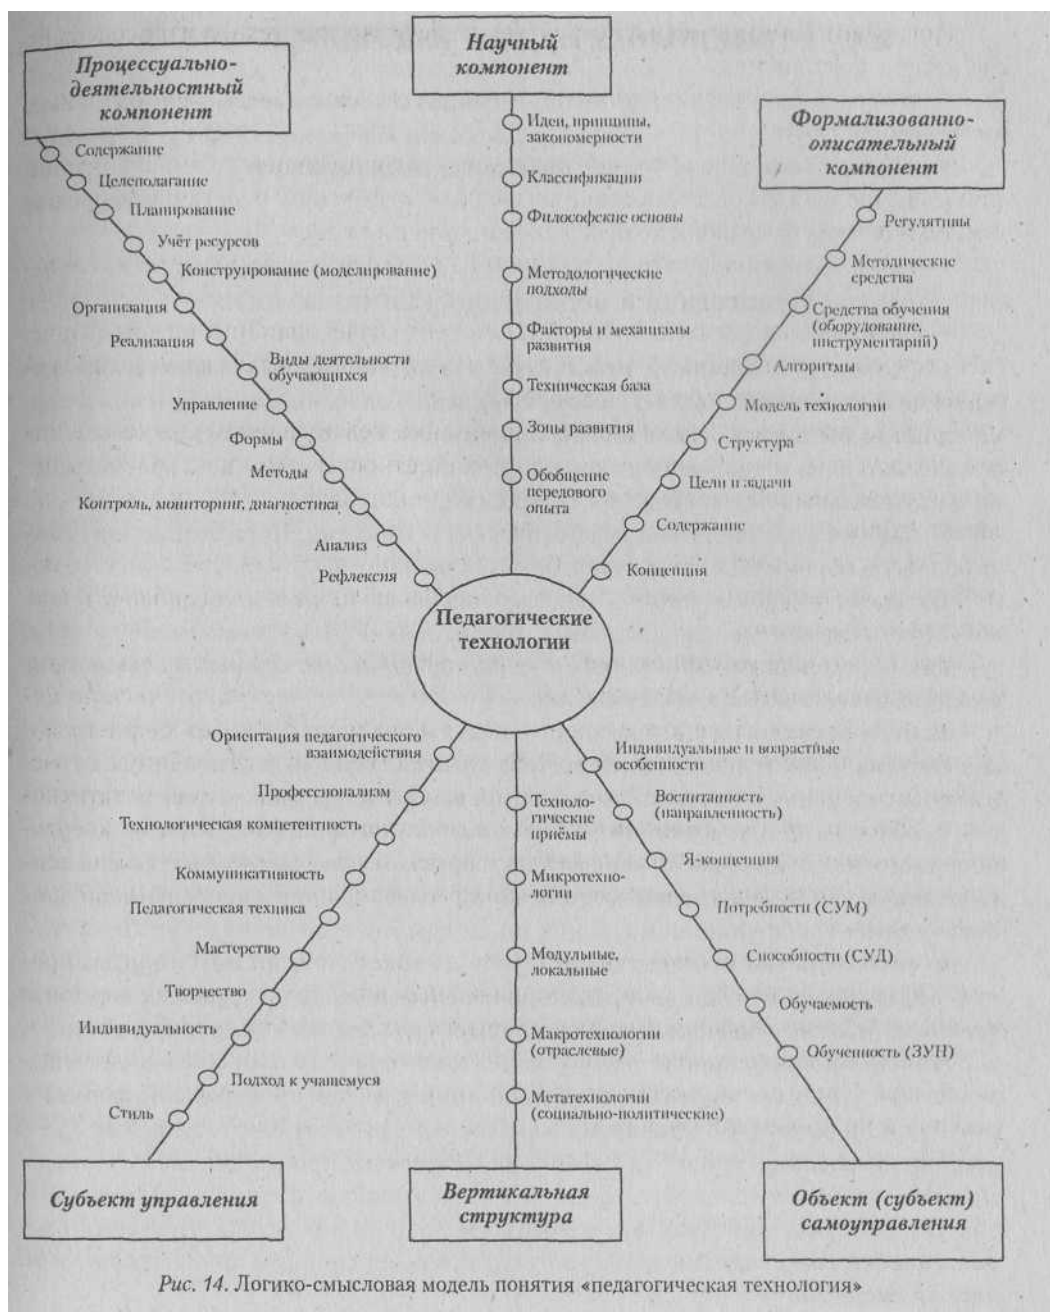 Процессуально-
деятельностный
компонент
Содержание
Целеполагание
Планирование
Учёт ресурсов
Конструирование (моделирование)
Организация
Реализация
Виды деятельности
обучающихся
Управление
Формы
Методы
Контроль, мониторинг, диагностика
Анализ
Рефлексия
Научный
компонент
Идеи, принципы,
закономерности
Классификации
Философские основы
Методологические
подходы
Факторы и механизмы
развития
Техническая база
Зоны развития
Обобщение
передового
опыта
Формализованно-
описательный
компонент
Регулятивы
Методические
средства
Средства обучения
(оборудование,
инструментарий)
Алгоритмы
Модель технологии
Структура
Цели и задачи
Содержание
Концепция
Педагогические
технологии
Ориентация педагогического
взаимодействия
Профессионализм
Технологическая компетентность
Коммуникативность
Педагогическая техника
Мастерство
Творчество
Индивидуальность
Подход к учащемуся
Стиль
Субъект управления
Техноло-
гические
приёмы
Микротехно-
логии
Модульные,
локальные
Макротехнологии
(отраслевые)
Метатехнологии
(социально-политические)
Вертикальная
структура
Индивидуальные и возрастные
особенности
Воспитанность
(направленность)
Я-концепция
Потребности (СУМ)
Способности (СУД)
Обучаемость
Обученность (ЗУН)
Объект (субъект)
самоуправления
Рис. 14. Логико-смысловая модель понятия «педагогическая технология»